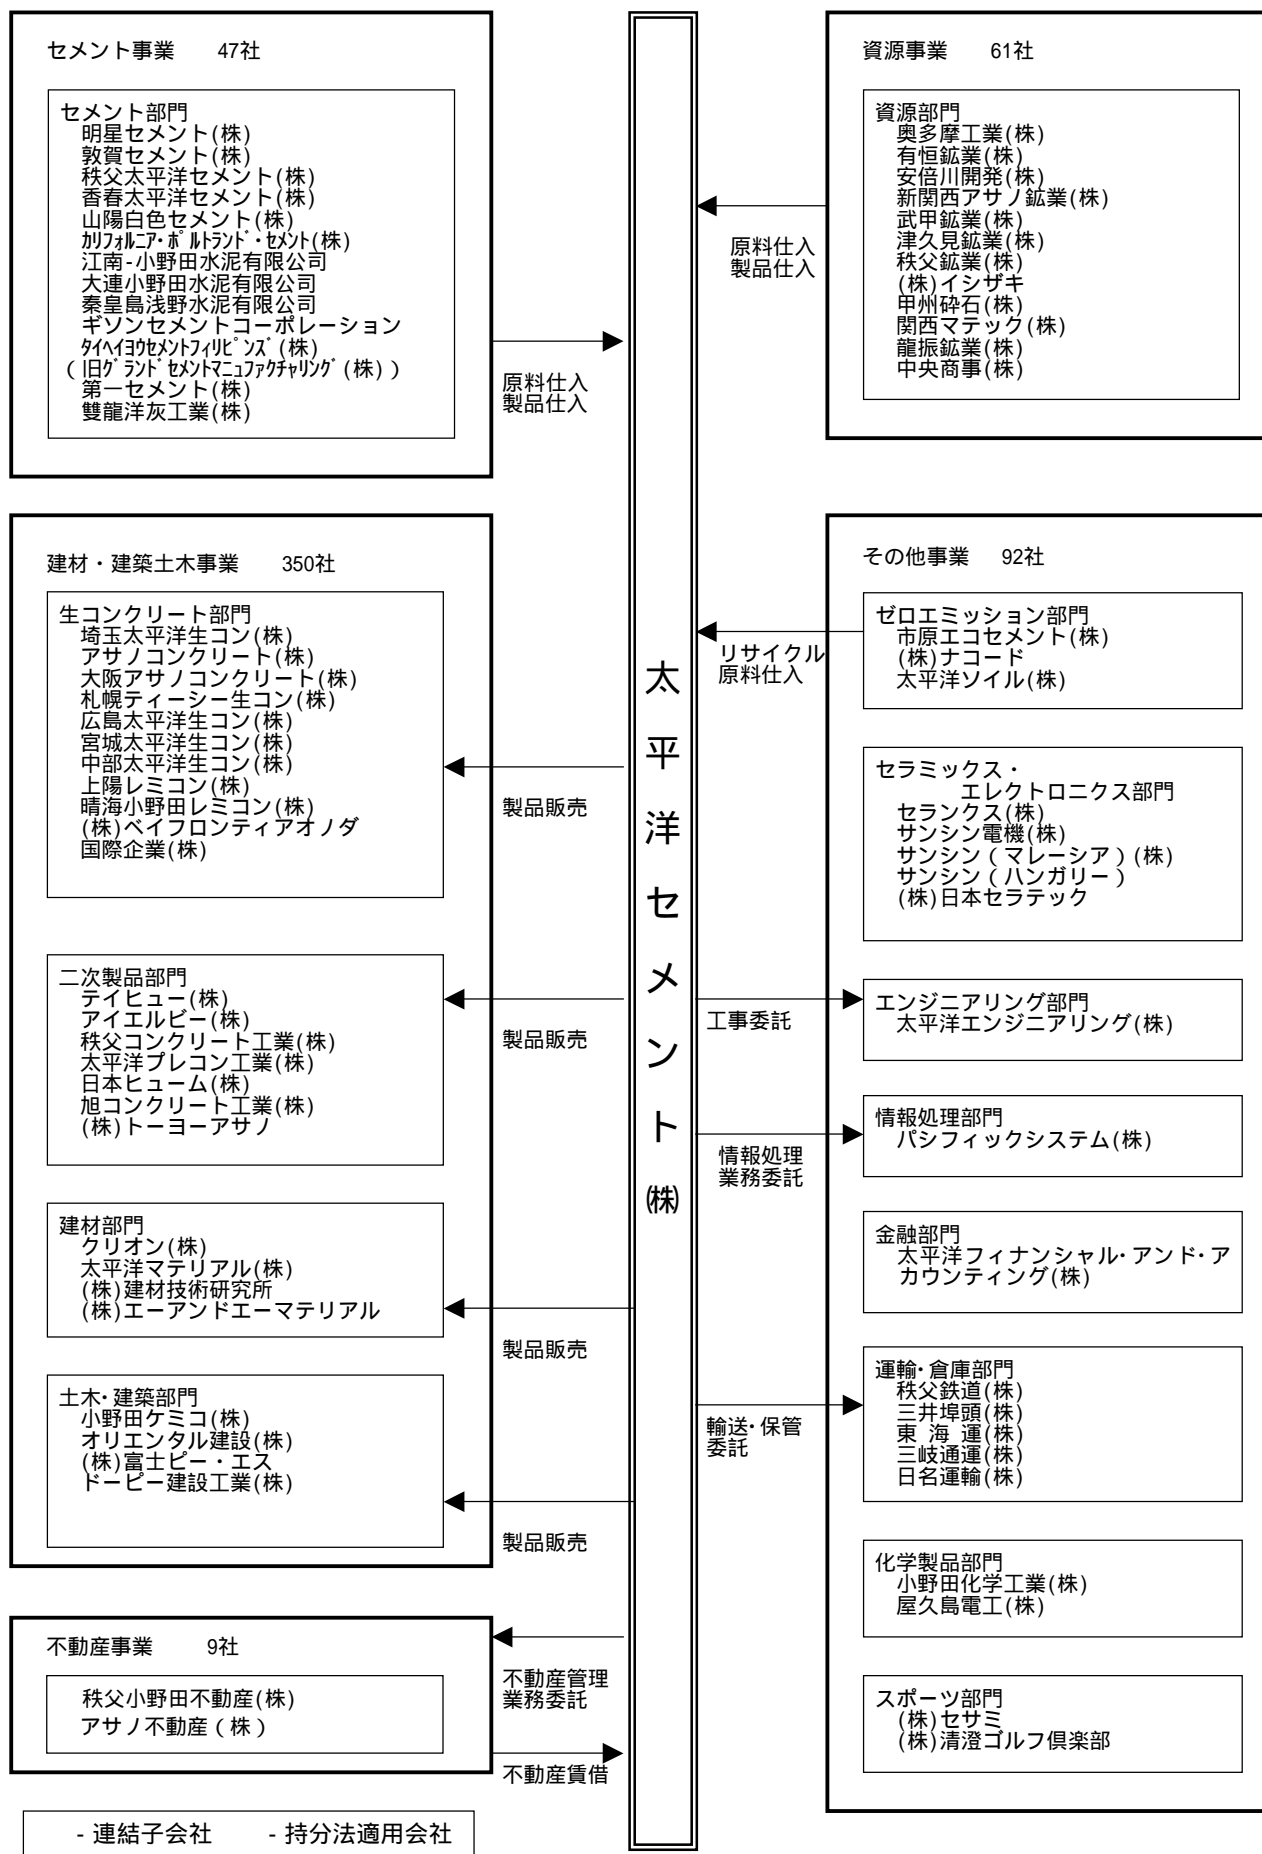 セメント事業 47社
セメント部門
明星セメント(株)
敦賀セメント(株)
秩父太平洋セメント(株)
香春太平洋セメント(株)
山陽白色セメント(株)
ｶﾘﾌｫﾙﾆｱ･ﾎﾟﾙﾄﾗﾝﾄﾞ･ｾﾒﾝﾄ(株)
江南-小野田水泥有限公司
大連小野田水泥有限公司
秦皇島浅野水泥有限公司
ギソンセメントコーポレーション
ﾀｲﾍｲﾖｳｾﾒﾝﾄﾌｨﾘﾋﾟﾝｽﾞ(株)
(旧ｸﾞﾗﾝﾄﾞｾﾒﾝﾄﾏﾆｭﾌｧｸﾁｬﾘﾝｸﾞ(株))
第一セメント(株)
雙龍洋灰工業(株)
原料仕入
製品仕入
建材・建築土木事業 350社
生コンクリート部門
埼玉太平洋生コン(株)
アサノコンクリート(株)
大阪アサノコンクリート(株)
札幌ティーシー生コン(株)
広島太平洋生コン(株)
宮城太平洋生コン(株)
中部太平洋生コン(株)
上陽レミコン(株)
晴海小野田レミコン(株)
(株)ベイフロンティアオノダ
国際企業(株)
製品販売
二次製品部門
テイヒュー(株)
アイエルビー(株)
秩父コンクリート工業(株)
太平洋プレコン工業(株)
日本ヒューム(株)
旭コンクリート工業(株)
(株)トーヨーアサノ
製品販売
建材部門
クリオン(株)
太平洋マテリアル(株)
(株)建材技術研究所
(株)エーアンドエーマテリアル
製品販売
土木･建築部門
小野田ケミコ(株)
オリエンタル建設(株)
(株)富士ピー・エス
ドーピー建設工業(株)
製品販売
不動産事業 9社
秩父小野田不動産(株)
アサノ不動産(株)
不動産管理
業務委託
不動産賃借
- 連結子会社 - 持分法適用会社
太平洋セメント㈱
資源事業 61社
資源部門
奥多摩工業(株)
有恒鉱業(株)
安倍川開発(株)
新関西アサノ鉱業(株)
武甲鉱業(株)
津久見鉱業(株)
秩父鉱業(株)
(株)イシザキ
甲州砕石(株)
関西マテック(株)
龍振鉱業(株)
中央商事(株)
原料仕入
製品仕入
その他事業 92社
ゼロエミッション部門
市原エコセメント(株)
(株)ナコード
太平洋ソイル(株)
リサイクル
原料仕入
セラミックス・
エレクトロニクス部門
セランクス(株)
サンシン電機(株)
サンシン(マレーシア)(株)
サンシン(ハンガリー)
(株)日本セラテック
エンジニアリング部門
太平洋エンジニアリング(株)
工事委託
情報処理部門
パシフィックシステム(株)
情報処理
業務委託
金融部門
太平洋フィナンシャル･アンド･ア
カウンティング(株)
運輸･倉庫部門
秩父鉄道(株)
三井埠頭(株)
東 海 運(株)
三岐通運(株)
日名運輸(株)
輸送･保管
委託
化学製品部門
小野田化学工業(株)
屋久島電工(株)
スポーツ部門
(株)セサミ
(株)清澄ゴルフ倶楽部